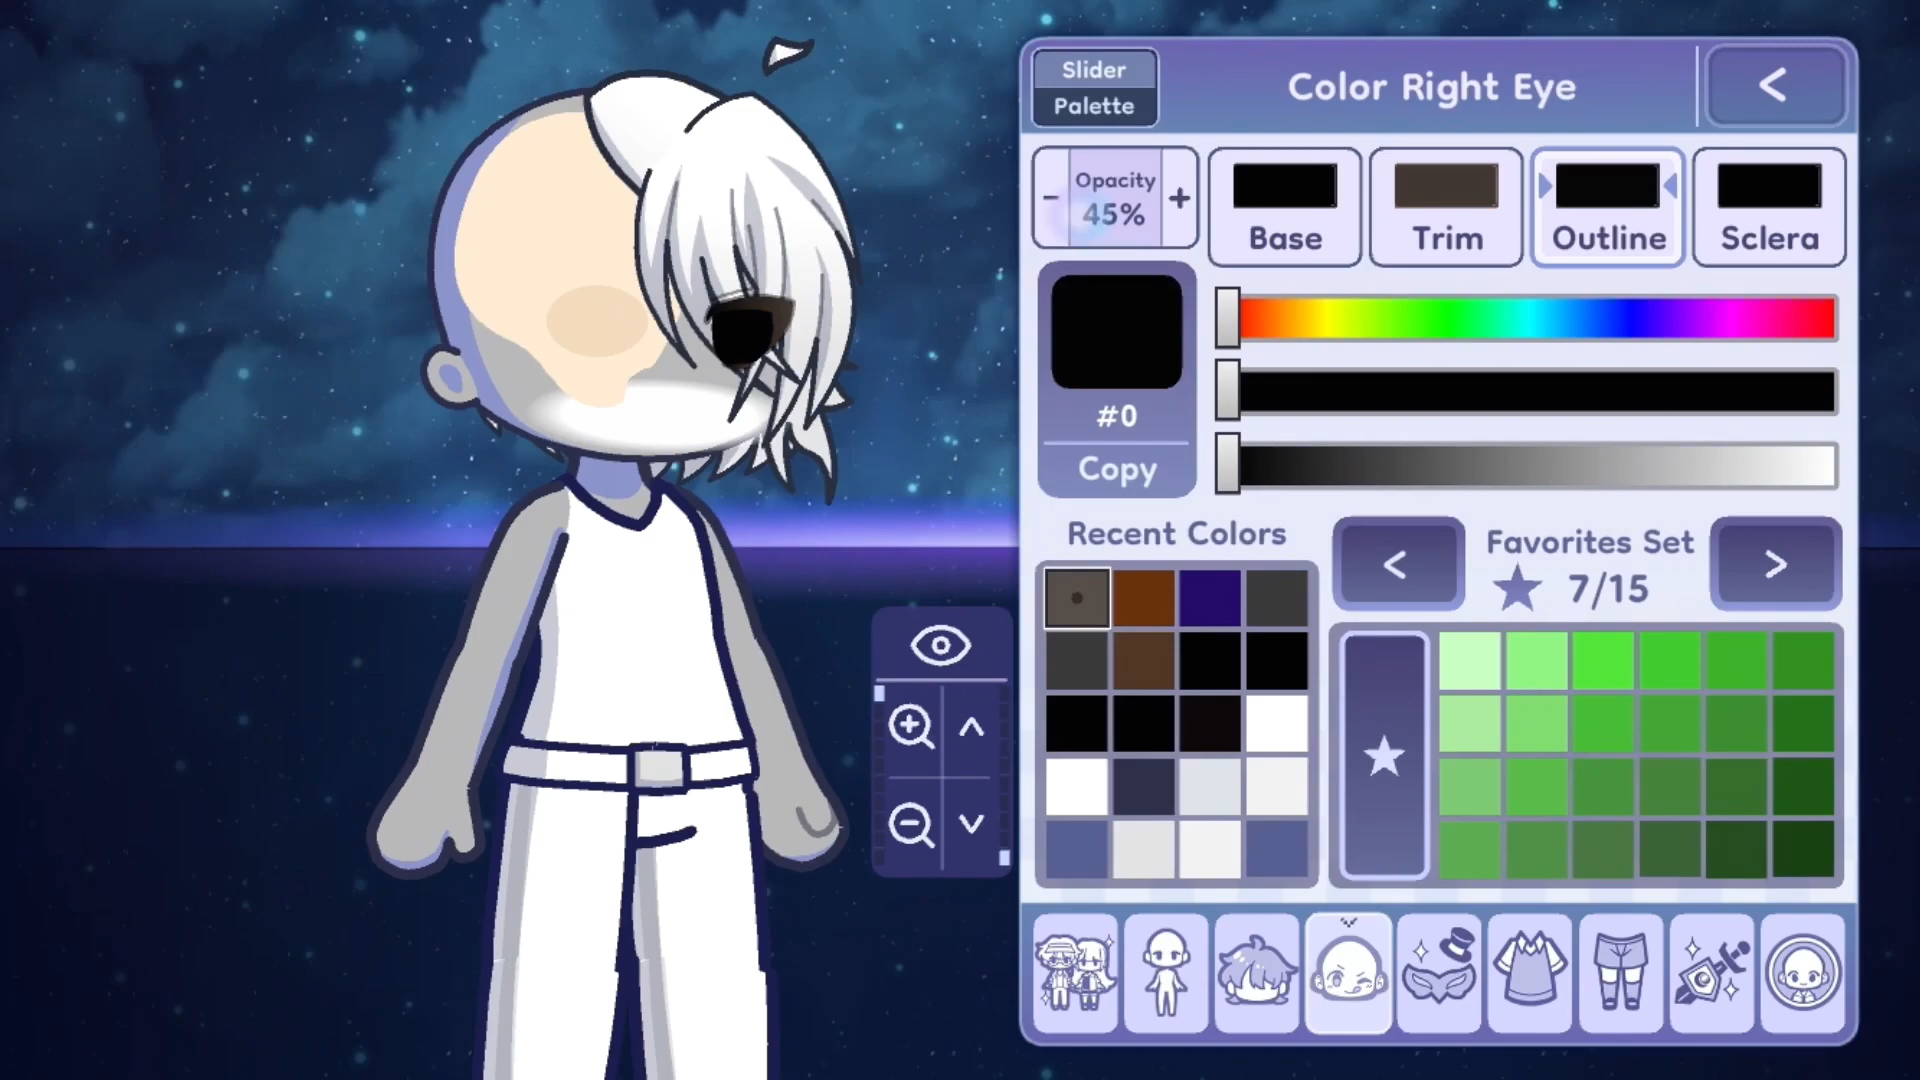 Slider
Palette
Color Right Eye
<
- Opacity +
45%
Base
Trim
Outline
Sclera
#0
Copy
Recent Colors
<
Favorites Set
7/15
>